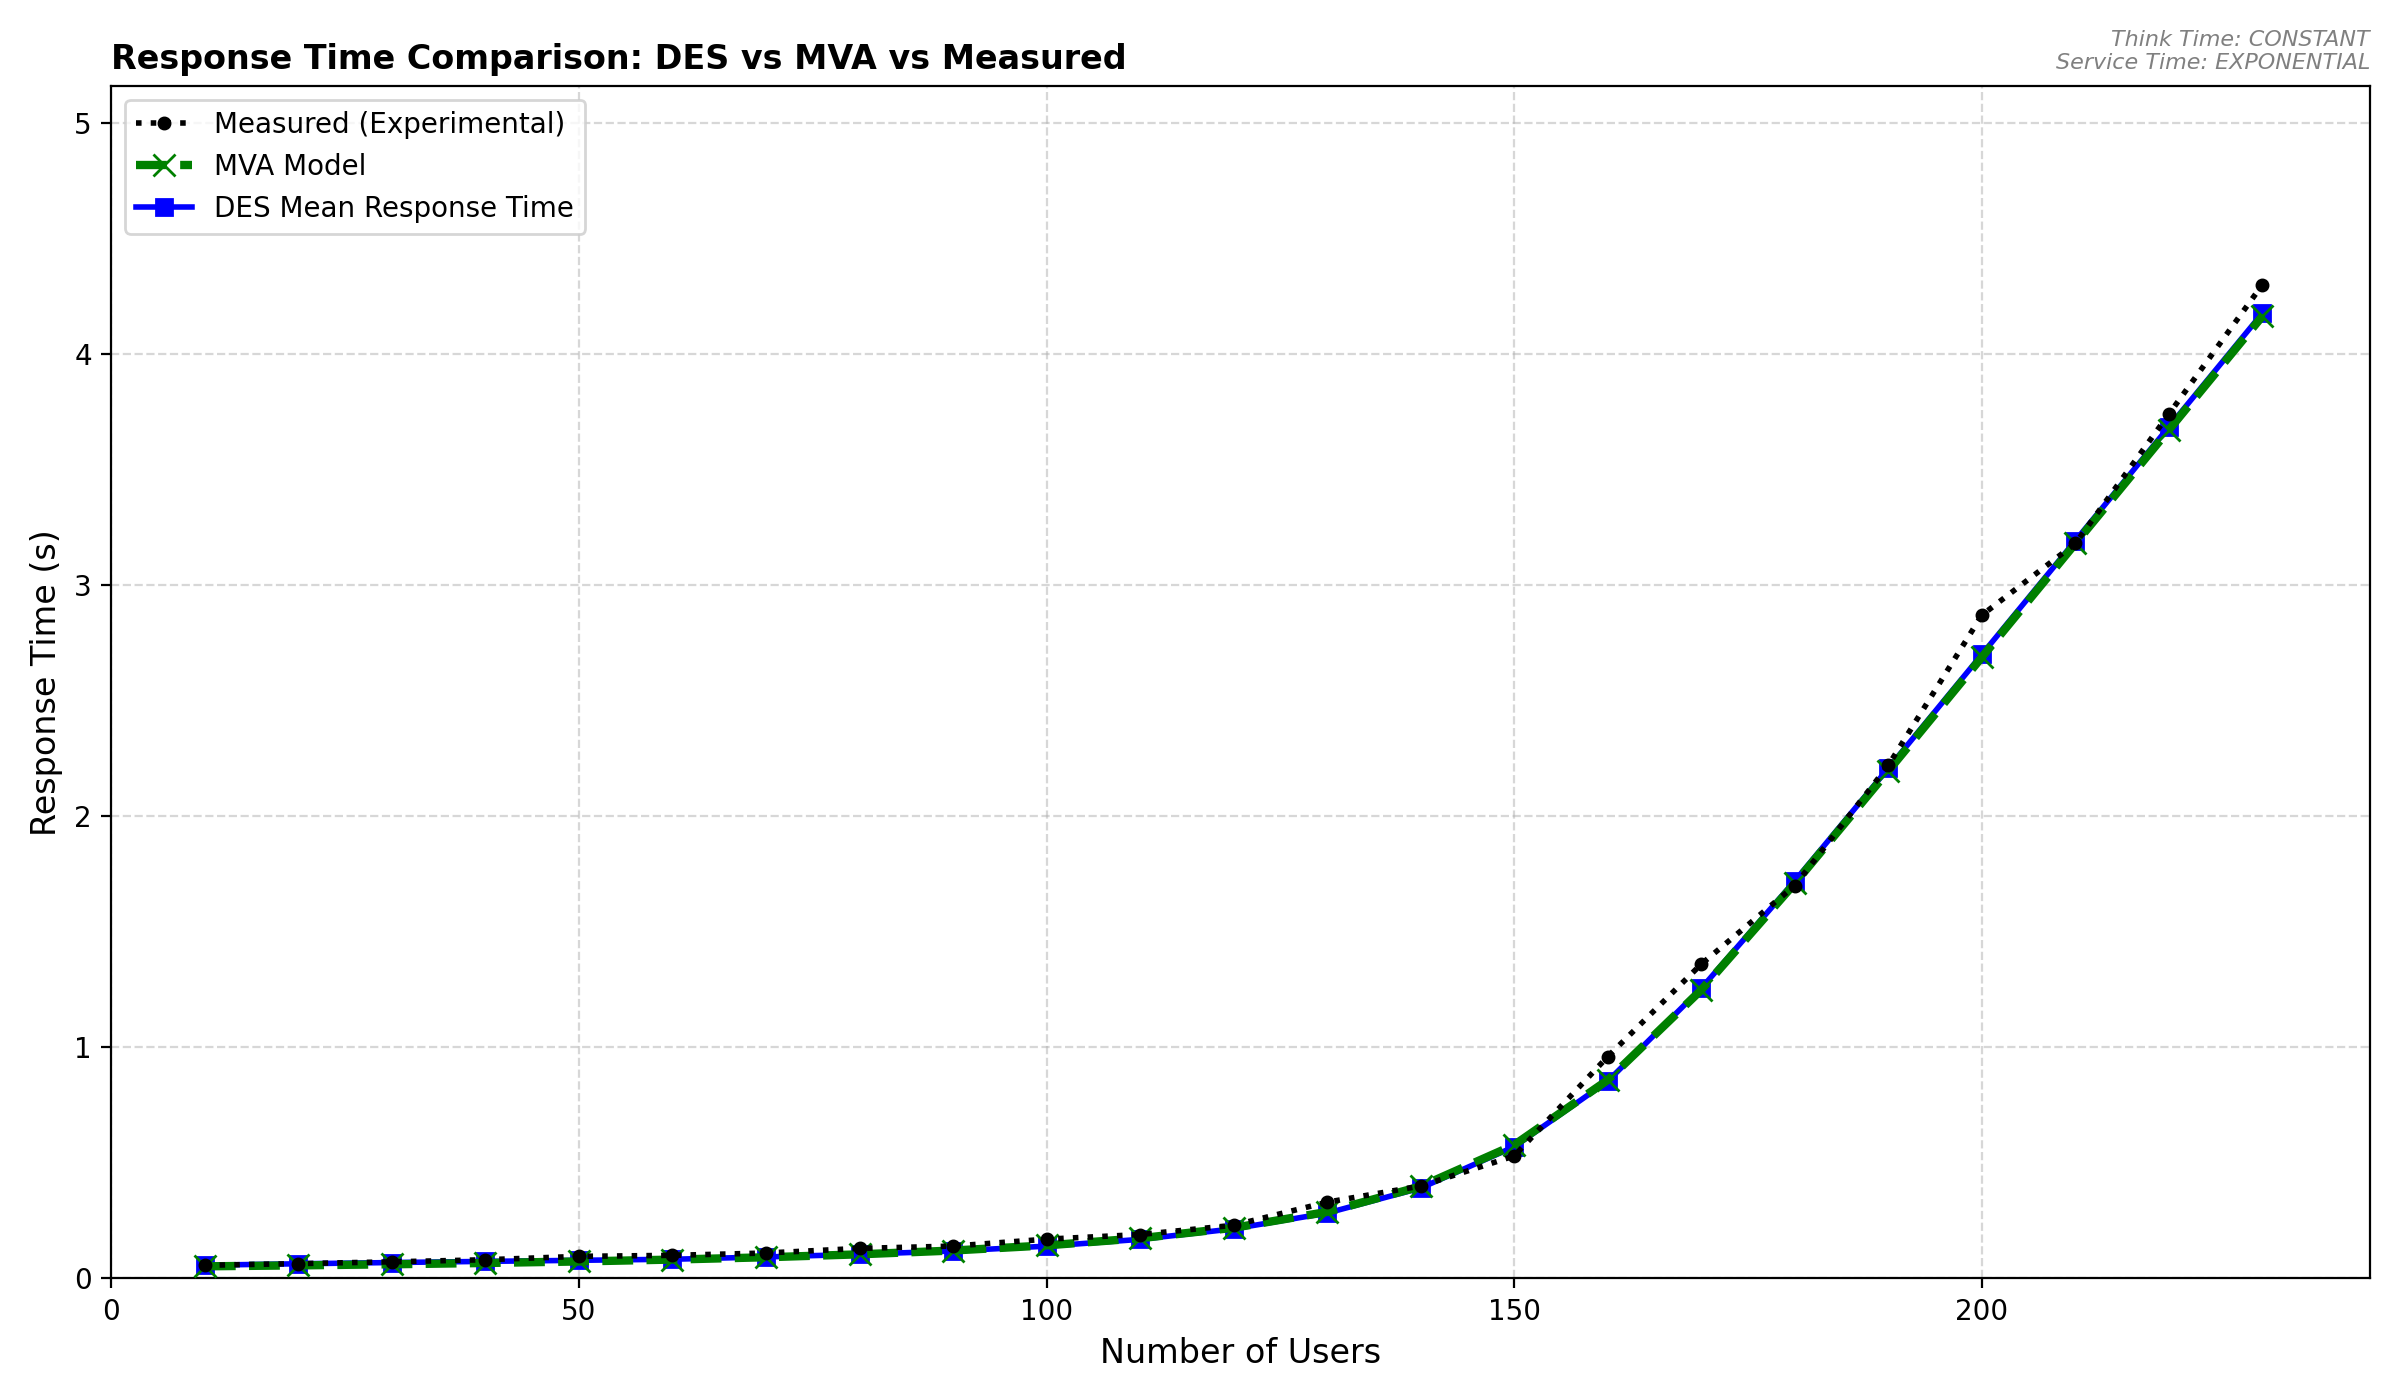 Response Time Comparison: DES vs MVA vs Measured
Think Time: CONSTANT
Service Time: EXPONENTIAL
Measured (Experimental)
MVA Model
DES Mean Response Time
5
4
3
2
1
0
Response Time (s)
0 50 100 150 200
Number of Users